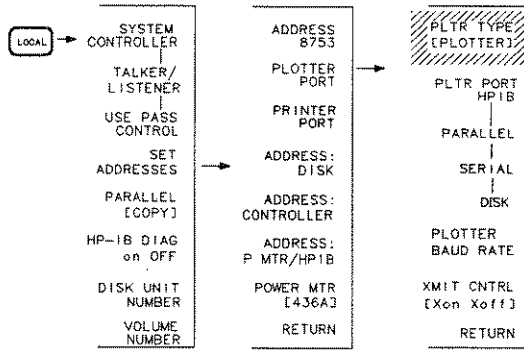 LOCAL
SYSTEM
CONTROLLER
TALKER/
LISTENER
USE PASS
CONTROL
SET
ADDRESSES
PARALLEL
[COPY]
HP-IB DIAG
on OFF
DISK UNIT
NUMBER
VOLUME
NUMBER
ADDRESS
8753
PLOTTER
PORT
PRINTER
PORT
ADDRESS:
DISK
ADDRESS:
CONTROLLER
ADDRESS:
P MTR/HPIB
POWER MTR
[436A]
RETURN
PLTR TYPE
[PLOTTER]
PLTR PORT
HPIB
PARALLEL
SERIAL
DISK
PLOTTER
BAUD RATE
XMIT CNTRL
[Xon Xoff]
RETURN